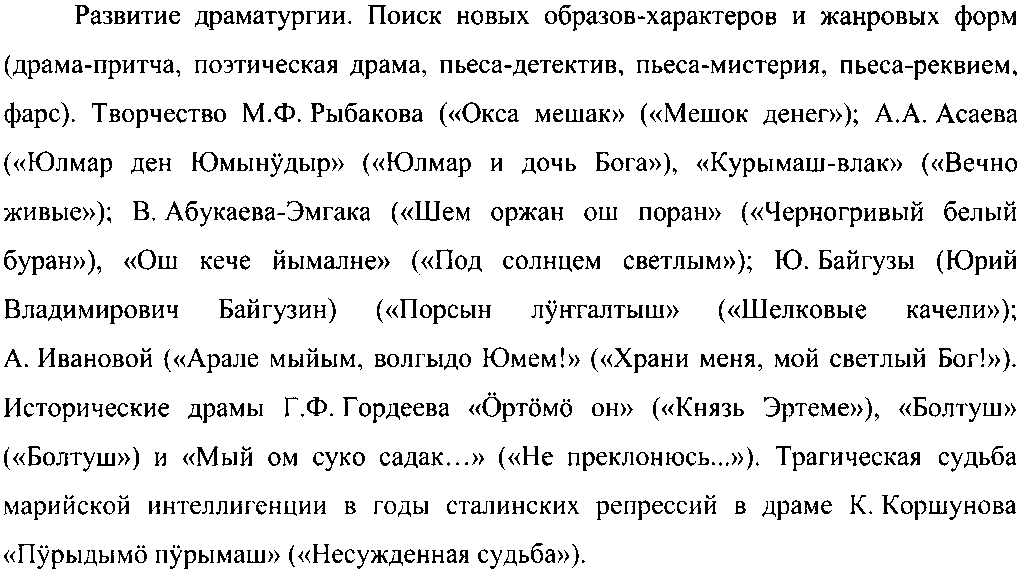 Развитие драматургии. Поиск новых образов-характеров и жанровых форм
(драма-притча, поэтическая драма, пьеса-детектив, пьеса-мистерия, пьеса-реквием,
фарс). Творчество М.Ф. Рыбакова («Окса мешак» («Мешок денег»); А.А. Асаева
(«Юлмар ден Юмынӱдыр» («Юлмар и дочь Бога»), «Курымаш-влак» («Вечно
живые»); В. Абукаева-Эмгака («Шем оржан ош поран» («Черногривый белый
буран»), «Ош кече йымалне» («Под солнцем светлым»); Ю. Байгузы (Юрий
Владимирович Байгузин) («Порсын лӱҥгалтыш» («Шелковые качели»);
А. Ивановой («Арале мыйым, волгыдо Юмем!» («Храни меня, мой светлый Бог!»).
Исторические драмы Г.Ф. Гордеева «Ӧртӧмӧ он» («Князь Эртеме»), «Болтуш»
(«Болтуш») и «Мый ом суко садак...» («Не преклонюсь...»). Трагическая судьба
марийской интеллигенции в годы сталинских репрессий в драме К. Коршунова
«Пӱрыдымӧ пӱрымаш» («Несужденная судьба»).